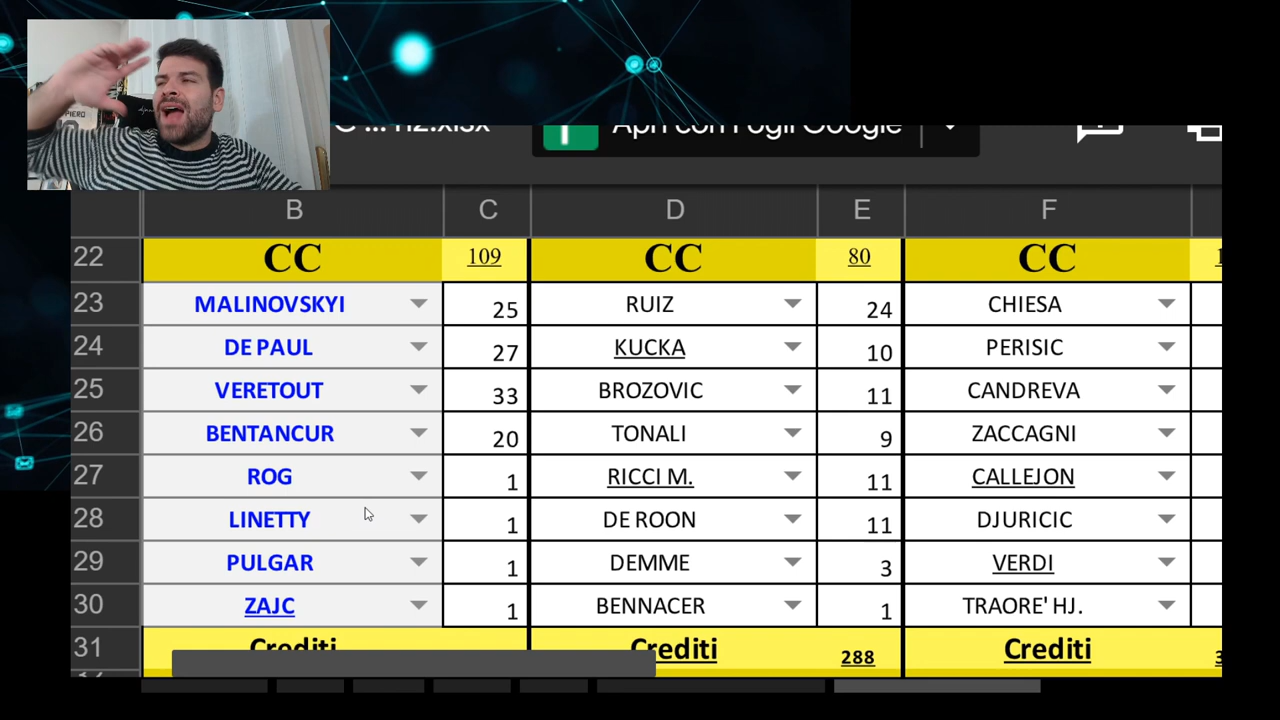 PIERO
Apri con Fogli Google
B C D E F
22 CC 109 CC 80 CC
23 MALINOVSKYI 25 RUIZ 24 CHIESA
24 DE PAUL 27 KUCKA 10 PERISIC
25 VERETOUT 33 BROZOVIC 11 CANDREVA
26 BENTANCUR 20 TONALI 9 ZACCAGNI
27 ROG 1 RICCI M. 11 CALLEJON
28 LINETTY 1 DE ROON 11 DJURICIC
29 PULGAR 1 DEMME 3 VERDI
30 ZAJC 1 BENNACER 1 TRAORE' HJ.
31 Crediti Crediti 288 Crediti